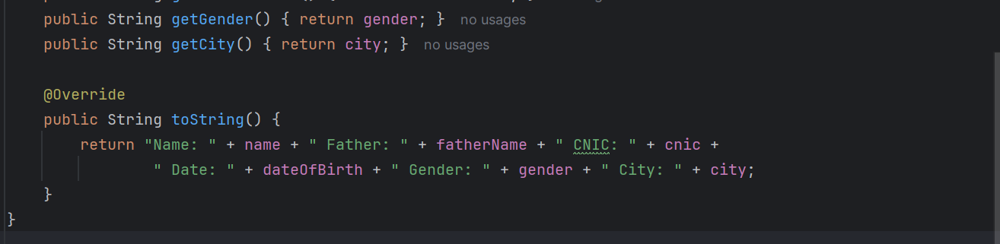 public String getGender() { return gender; } no usages
public String getCity() { return city; } no usages
@Override
public String toString() {
return "Name: " + name + " Father: " + fatherName + " CNIC: " + cnic +
" Date: " + dateOfBirth + " Gender: " + gender + " City: " + city;
}
}